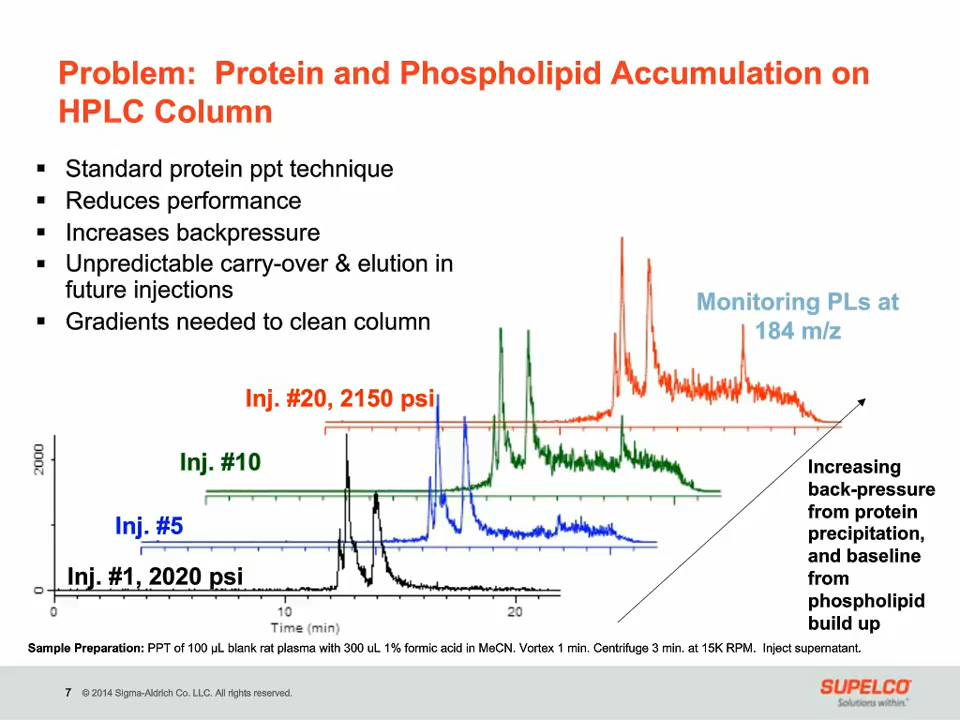 Problem:  Protein and Phospholipid Accumulation on
HPLC Column
▪ Standard protein ppt technique
▪ Reduces performance
▪ Increases backpressure
▪ Unpredictable carry-over & elution in
future injections
▪ Gradients needed to clean column
Monitoring PLs at
184 m/z
Inj. #20, 2150 psi
Inj. #10
Inj. #5
Inj. #1, 2020 psi
2000
1000
0
0
10
20
Time (min)
Increasing
back-pressure
from protein
precipitation,
and baseline
from
phospholipid
build up
Sample Preparation: PPT of 100 µL blank rat plasma with 300 uL 1% formic acid in MeCN. Vortex 1 min. Centrifuge 3 min. at 15K RPM.  Inject supernatant.
7 © 2014 Sigma-Aldrich Co. LLC. All rights reserved.
SUPELCO
Solutions within.™